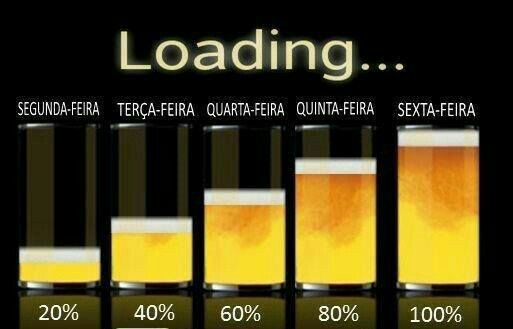 Loading...
SEGUNDA-FEIRA TERÇA-FEIRA QUARTA-FEIRA QUINTA-FEIRA SEXTA-FEIRA
20% 40% 60% 80% 100%